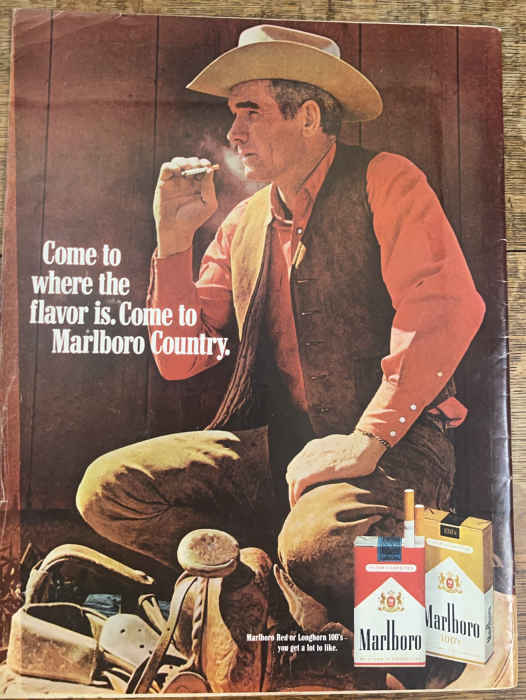 Come to
where the
flavor is. Come to
Marlboro Country.
Marlboro Red or Longhorn 100's–
you get a lot to like.
Marlboro
100's
Marlboro
100's